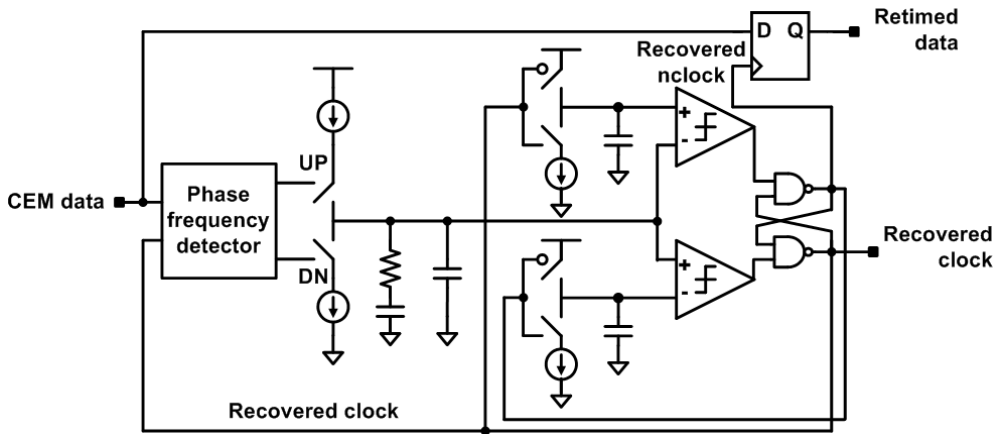 D Q
Retimed
data
Recovered
nclock
+
-
UP
CEM data
Phase
frequency
detector
DN
+
-
Recovered
clock
Recovered clock